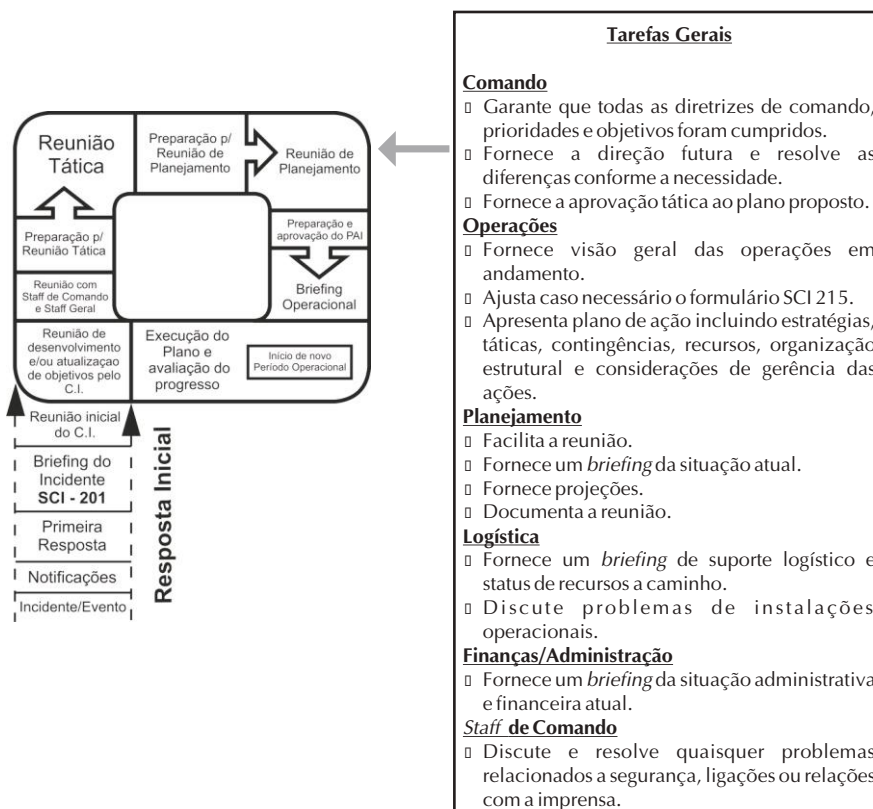 Reunião
Tática
Preparação p/
Reunião de
Planejamento
Reunião de
Planejamento
Preparação p/
Reunião Tática
Preparação e
aprovação do PAI
Reunião com
Staff de Comando
e Staff Geral
Briefing
Operacional
Reunião de
desenvolvimento
e/ou atualizaçao
de objetivos pelo
C.I.
Execução do
Plano e
avaliação do
progresso
Início de novo
Período Operacional
Reunião inicial
do C.I.
Briefing do
Incidente
SCI - 201
Primeira
Resposta
Notificações
Incidente/Evento
Resposta Inicial
Tarefas Gerais
Comando
Garante que todas as diretrizes de comando,
prioridades e objetivos foram cumpridos.
Fornece a direção futura e resolve as
diferenças conforme a necessidade.
Fornece a aprovação tática ao plano proposto.
Operações
Fornece visão geral das operações em
andamento.
Ajusta caso necessário o formulário SCI 215.
Apresenta plano de ação incluindo estratégias,
táticas, contingências, recursos, organização
estrutural e considerações de gerência das
ações.
Planejamento
Facilita a reunião.
Fornece um briefing da situação atual.
Fornece projeções.
Documenta a reunião.
Logística
Fornece um briefing de suporte logístico e
status de recursos a caminho.
Discute problemas de instalações
operacionais.
Finanças/Administração
Fornece um briefing da situação administrativa
e financeira atual.
Staff de Comando
Discute e resolve quaisquer problemas
relacionados a segurança, ligações ou relações
com a imprensa.